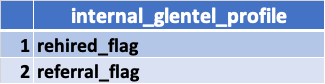 internal_glentel_profile
1 rehired_flag
2 referral_flag